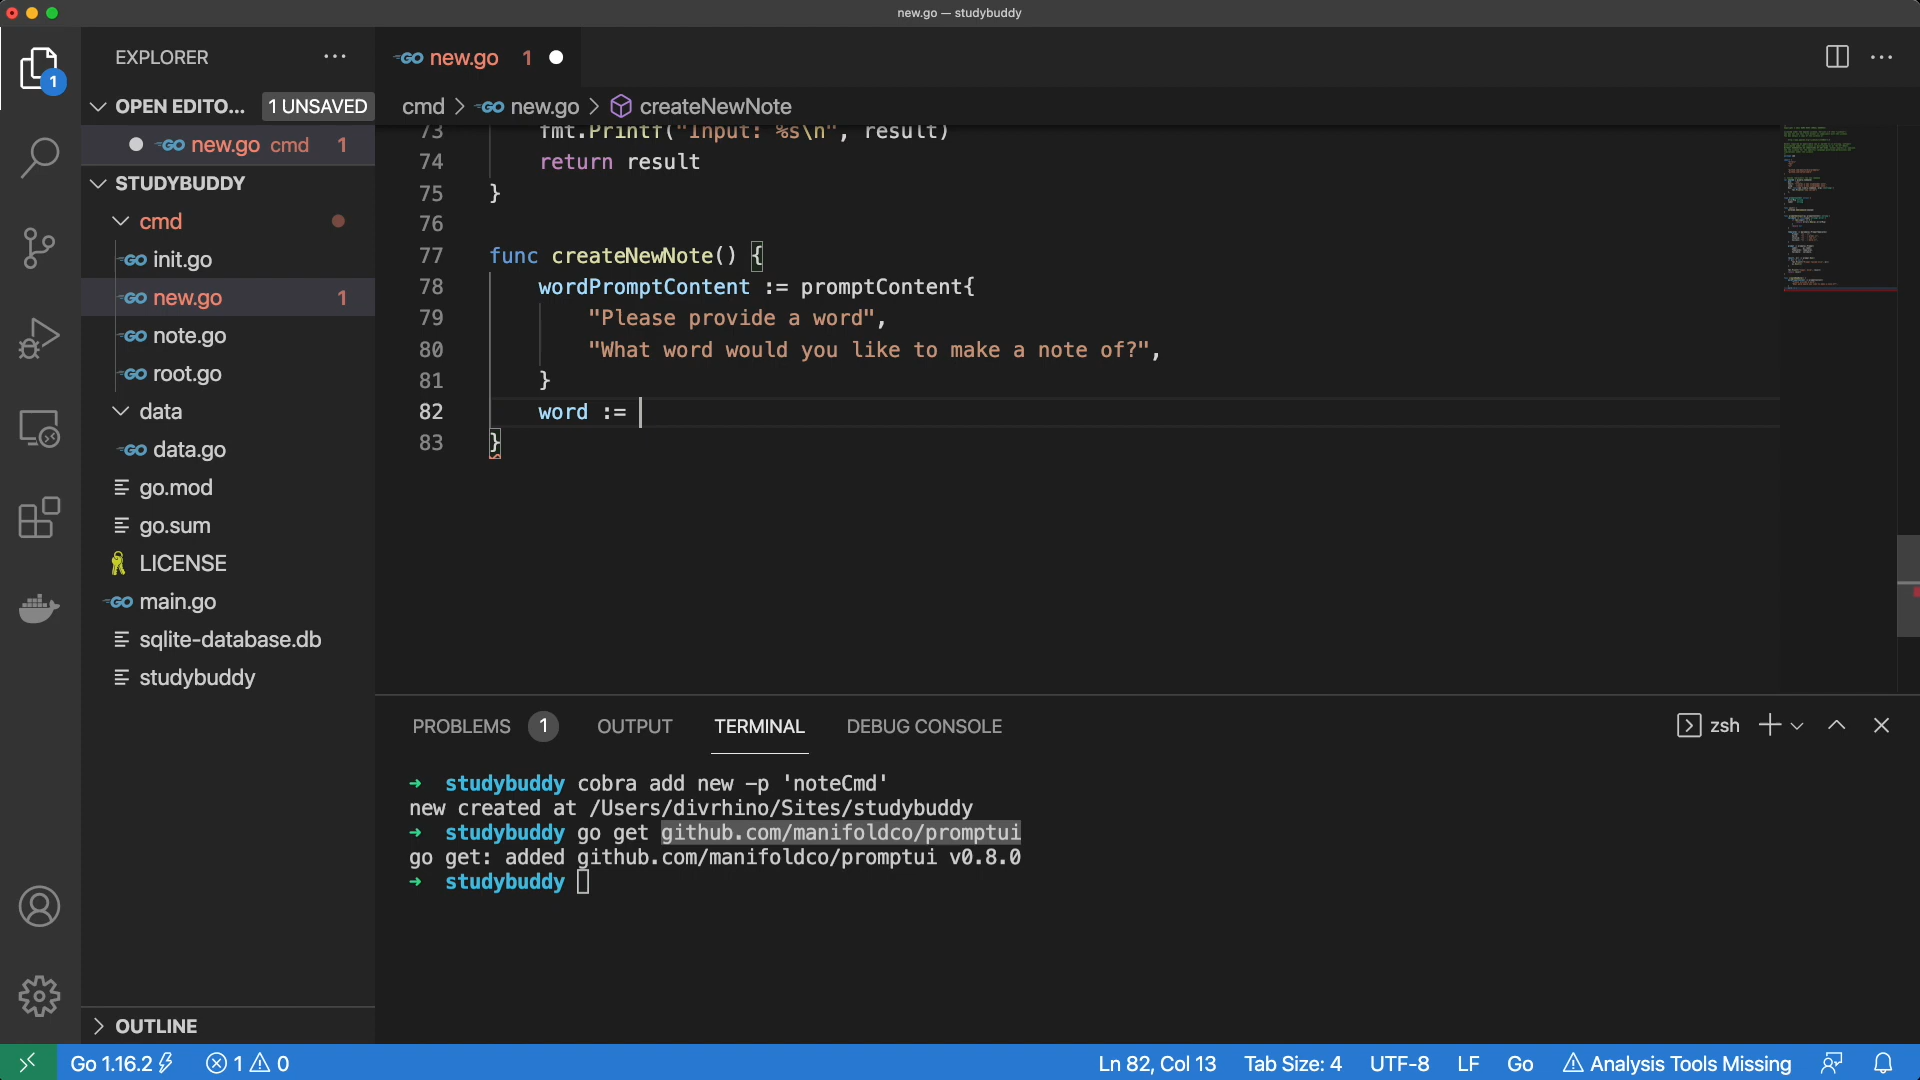 new.go — studybuddy
EXPLORER
new.go 1
1
OPEN EDITO... 1 UNSAVED
cmd > new.go > createNewNote
new.go cmd 1
STUDYBUDDY
cmd
init.go
new.go 1
note.go
root.go
data
data.go
go.mod
go.sum
LICENSE
main.go
sqlite-database.db
studybuddy
OUTLINE
73 fmt.Printf("Input: %s\n", result)
74 return result
75 }
76
77 func createNewNote() {
78 wordPromptContent := promptContent{
79 "Please provide a word",
80 "What word would you like to make a note of?",
81 }
82 word :=
83 }
PROBLEMS 1 OUTPUT TERMINAL DEBUG CONSOLE
zsh
➜ studybuddy cobra add new -p 'noteCmd'
new created at /Users/divrhino/Sites/studybuddy
➜ studybuddy go get github.com/manifoldco/promptui
go get: added github.com/manifoldco/promptui v0.8.0
➜ studybuddy
Go 1.16.2 1 0 Ln 82, Col 13 Tab Size: 4 UTF-8 LF Go Analysis Tools Missing